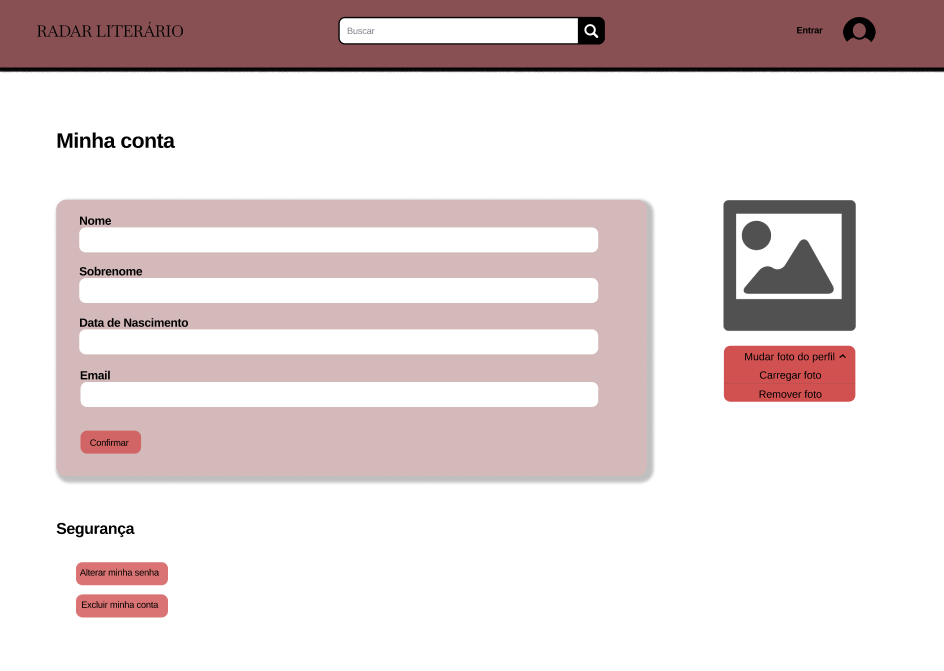 RADAR LITERÁRIO
Buscar
Entrar
Minha conta
Nome
Sobrenome
Data de Nascimento
Email
Confirmar
Mudar foto do perfil
Carregar foto
Remover foto
Segurança
Alterar minha senha
Excluir minha conta